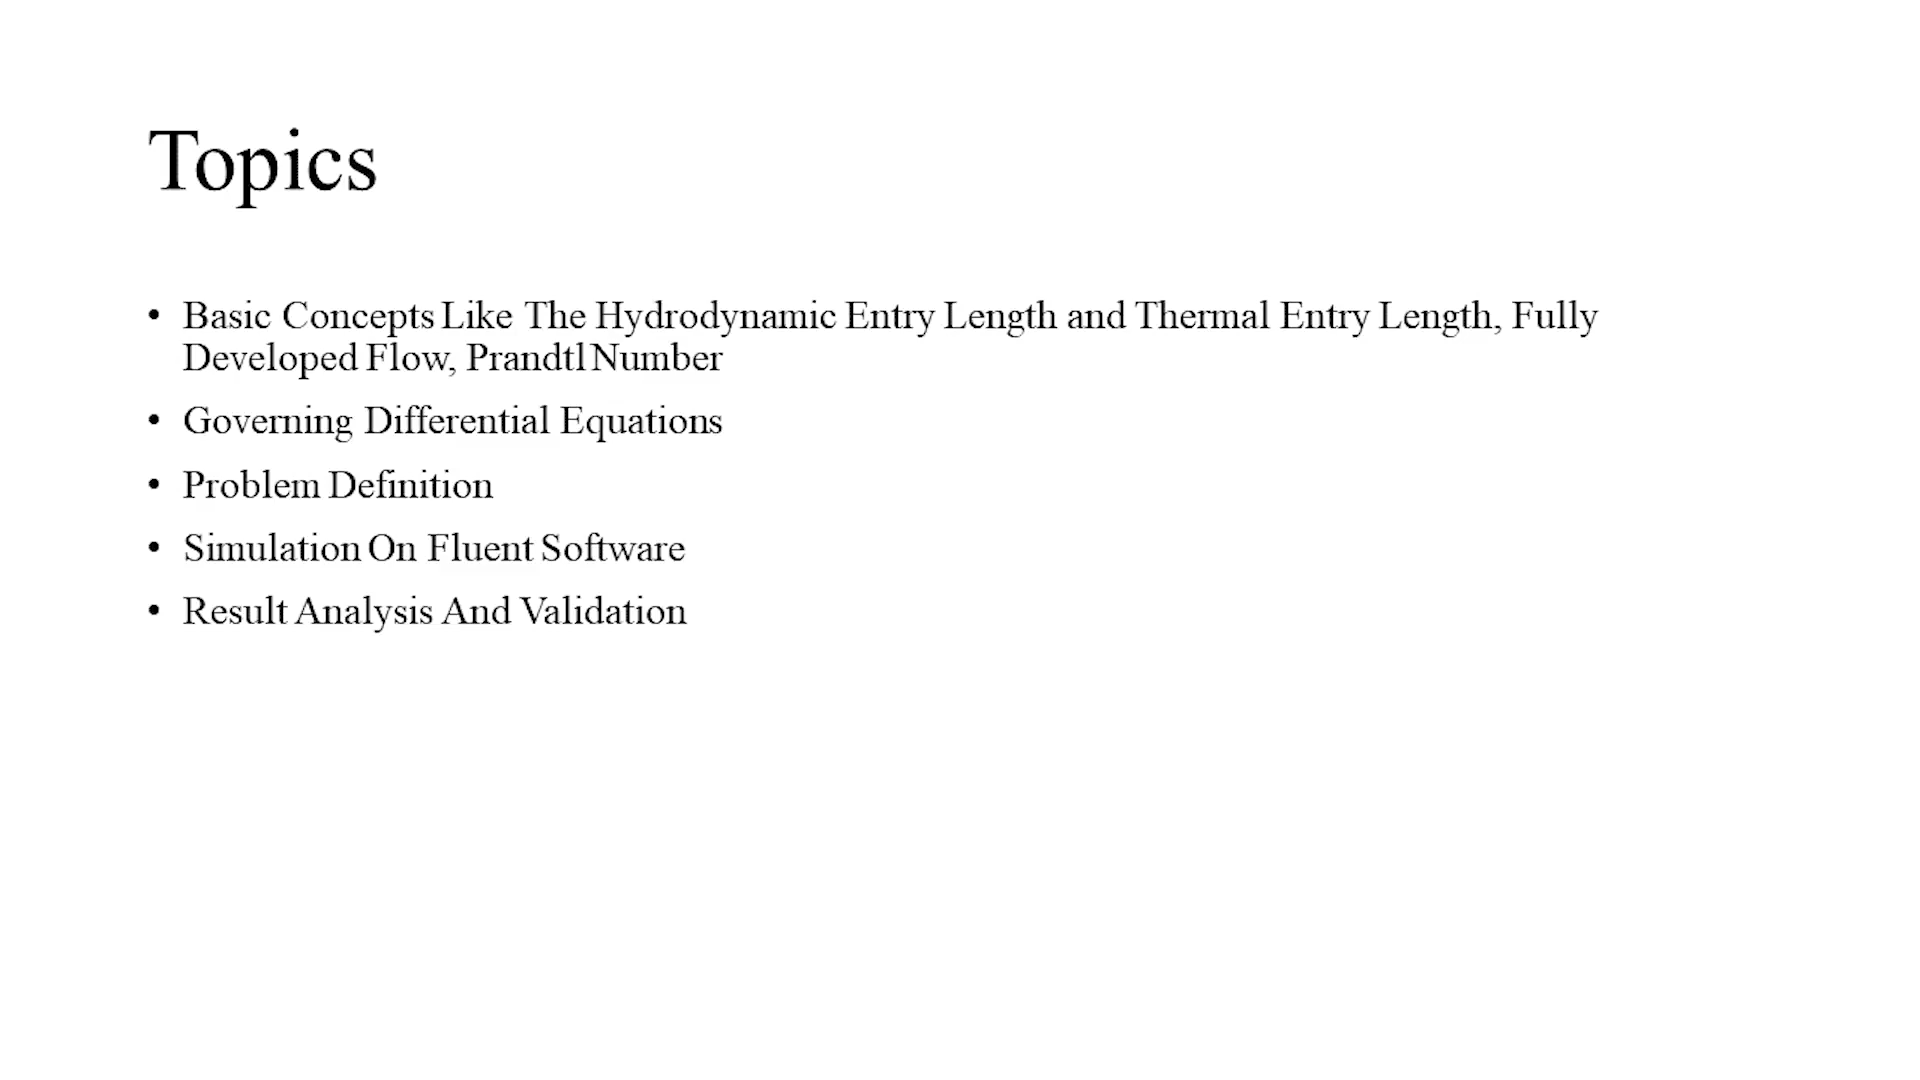 Topics
• Basic Concepts Like The Hydrodynamic Entry Length and Thermal Entry Length, Fully
Developed Flow, Prandtl Number
• Governing Differential Equations
• Problem Definition
• Simulation On Fluent Software
• Result Analysis And Validation